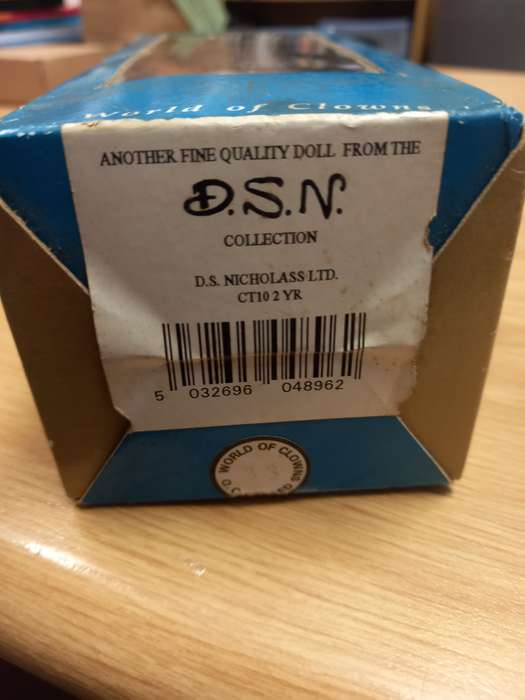 World of Clowns
ANOTHER FINE QUALITY DOLL FROM THE
D.S.N.
COLLECTION
D.S. NICHOLASS LTD.
CT10 2 YR
5 032696 048962
WORLD OF CLOWNS